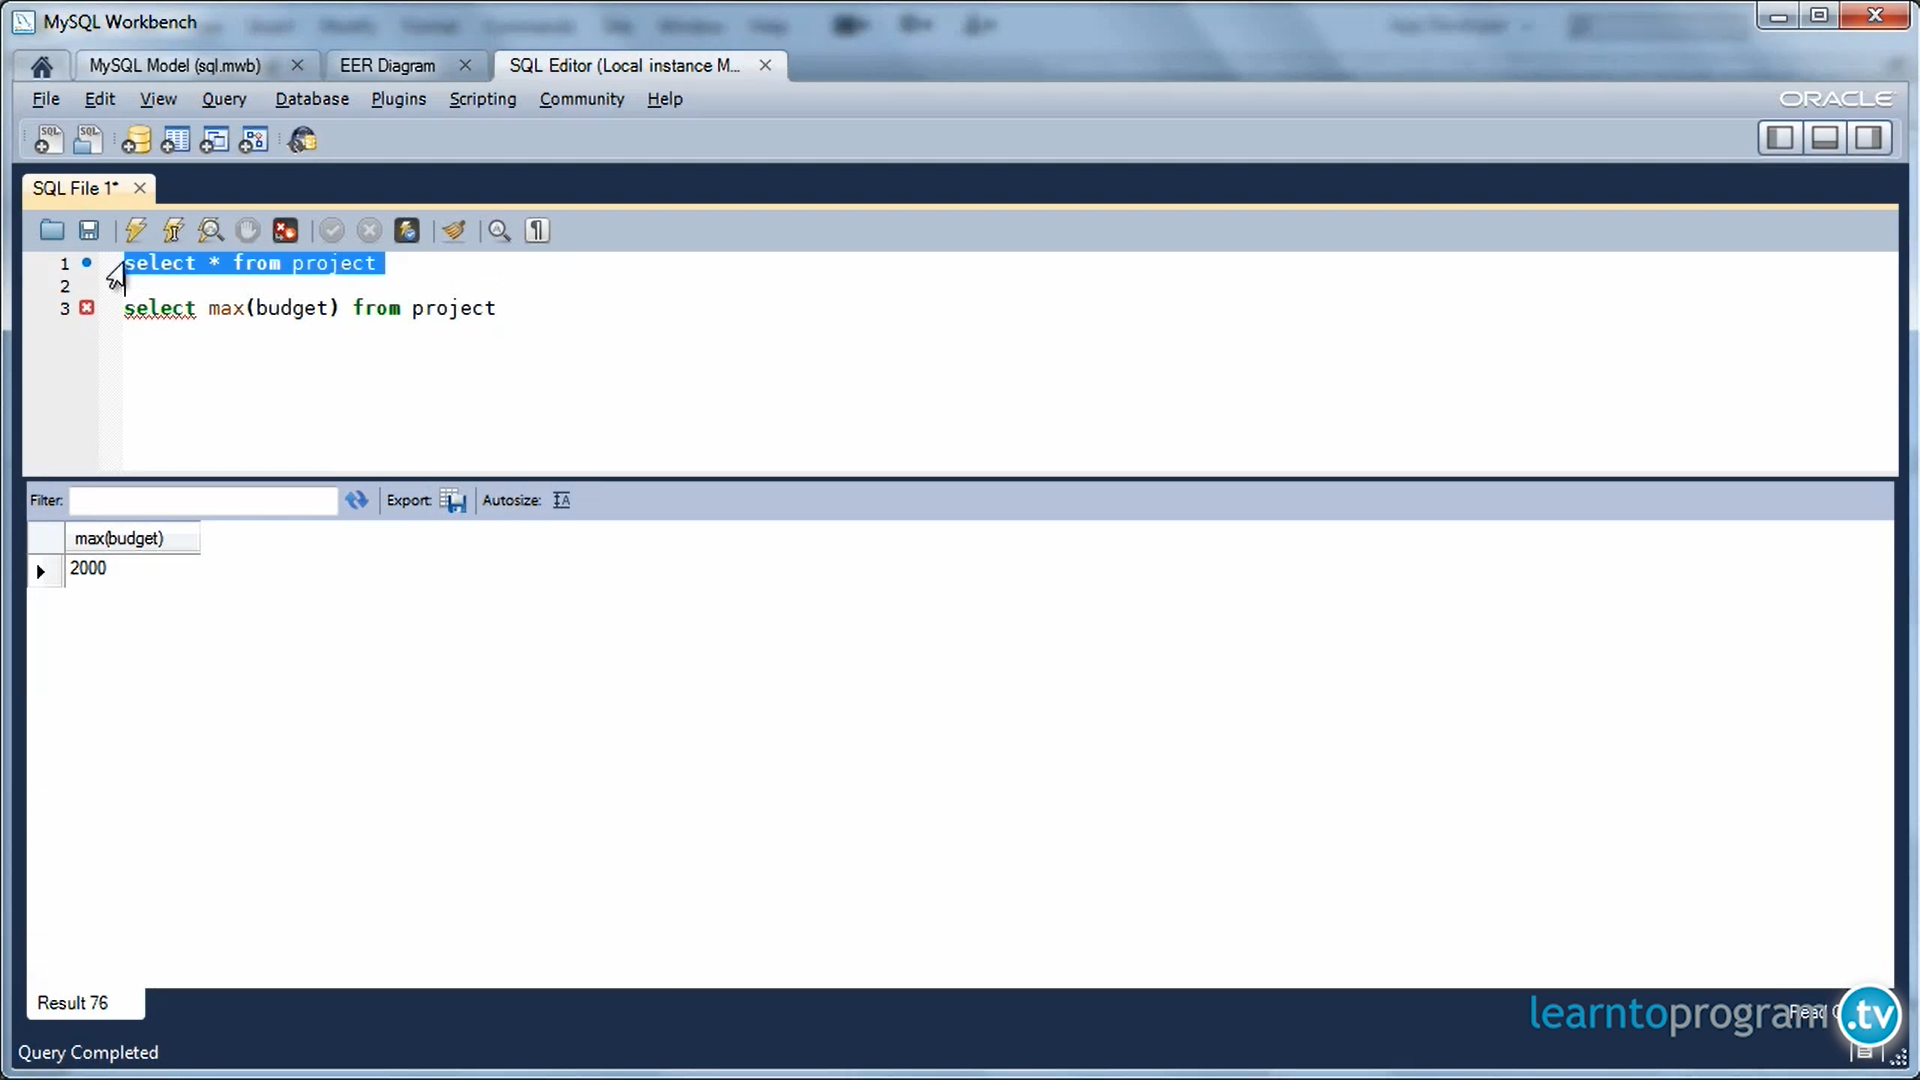 MySQL Workbench
MySQL Model (sql.mwb)
EER Diagram
SQL Editor (Local instance M...
File Edit View Query Database Plugins Scripting Community Help
ORACLE
SQL SQL
SQL File 1*
1 select * from project
2
3 select max(budget) from project
Filter: Export: Autosize:
max(budget)
2000
Result 76
learntoprogram.tv
Query Completed